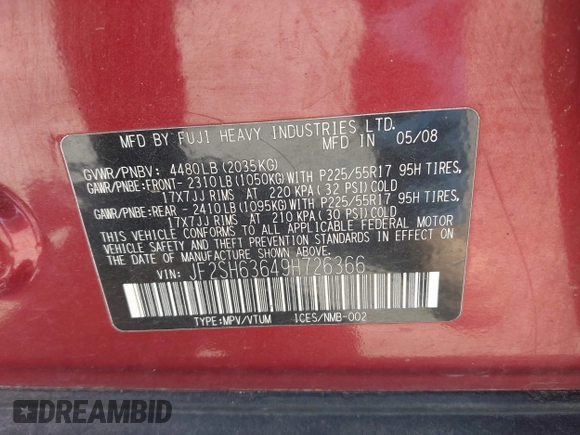 MFD BY FUJI HEAVY INDUSTRIES LTD.
MFD IN 05/08
GVWR/PNBV: 4480LB(2035KG)
GAWR/PNBE:FRONT- 2310LB(1050KG)WITH P225/55R17 95H TIRES,
17X7JJ RIMS AT 220 KPA(32 PSI)COLD
GAWR/PNBE:REAR - 2410LB(1095KG)WITH P225/55R17 95H TIRES,
17X7JJ RIMS AT 210 KPA(30 PSI)COLD
THIS VEHICLE CONFORMS TO ALL APPLICABLE FEDERAL MOTOR
VEHICLE SAFETY AND THEFT PREVENTION STANDARDS IN EFFECT
ON THE DATE OF MANUFACTURE SHOWN ABOVE.
VIN: JF2SH63649H726366
TYPE:MPV/VTUM ICES/NMB-002
DREAMBID